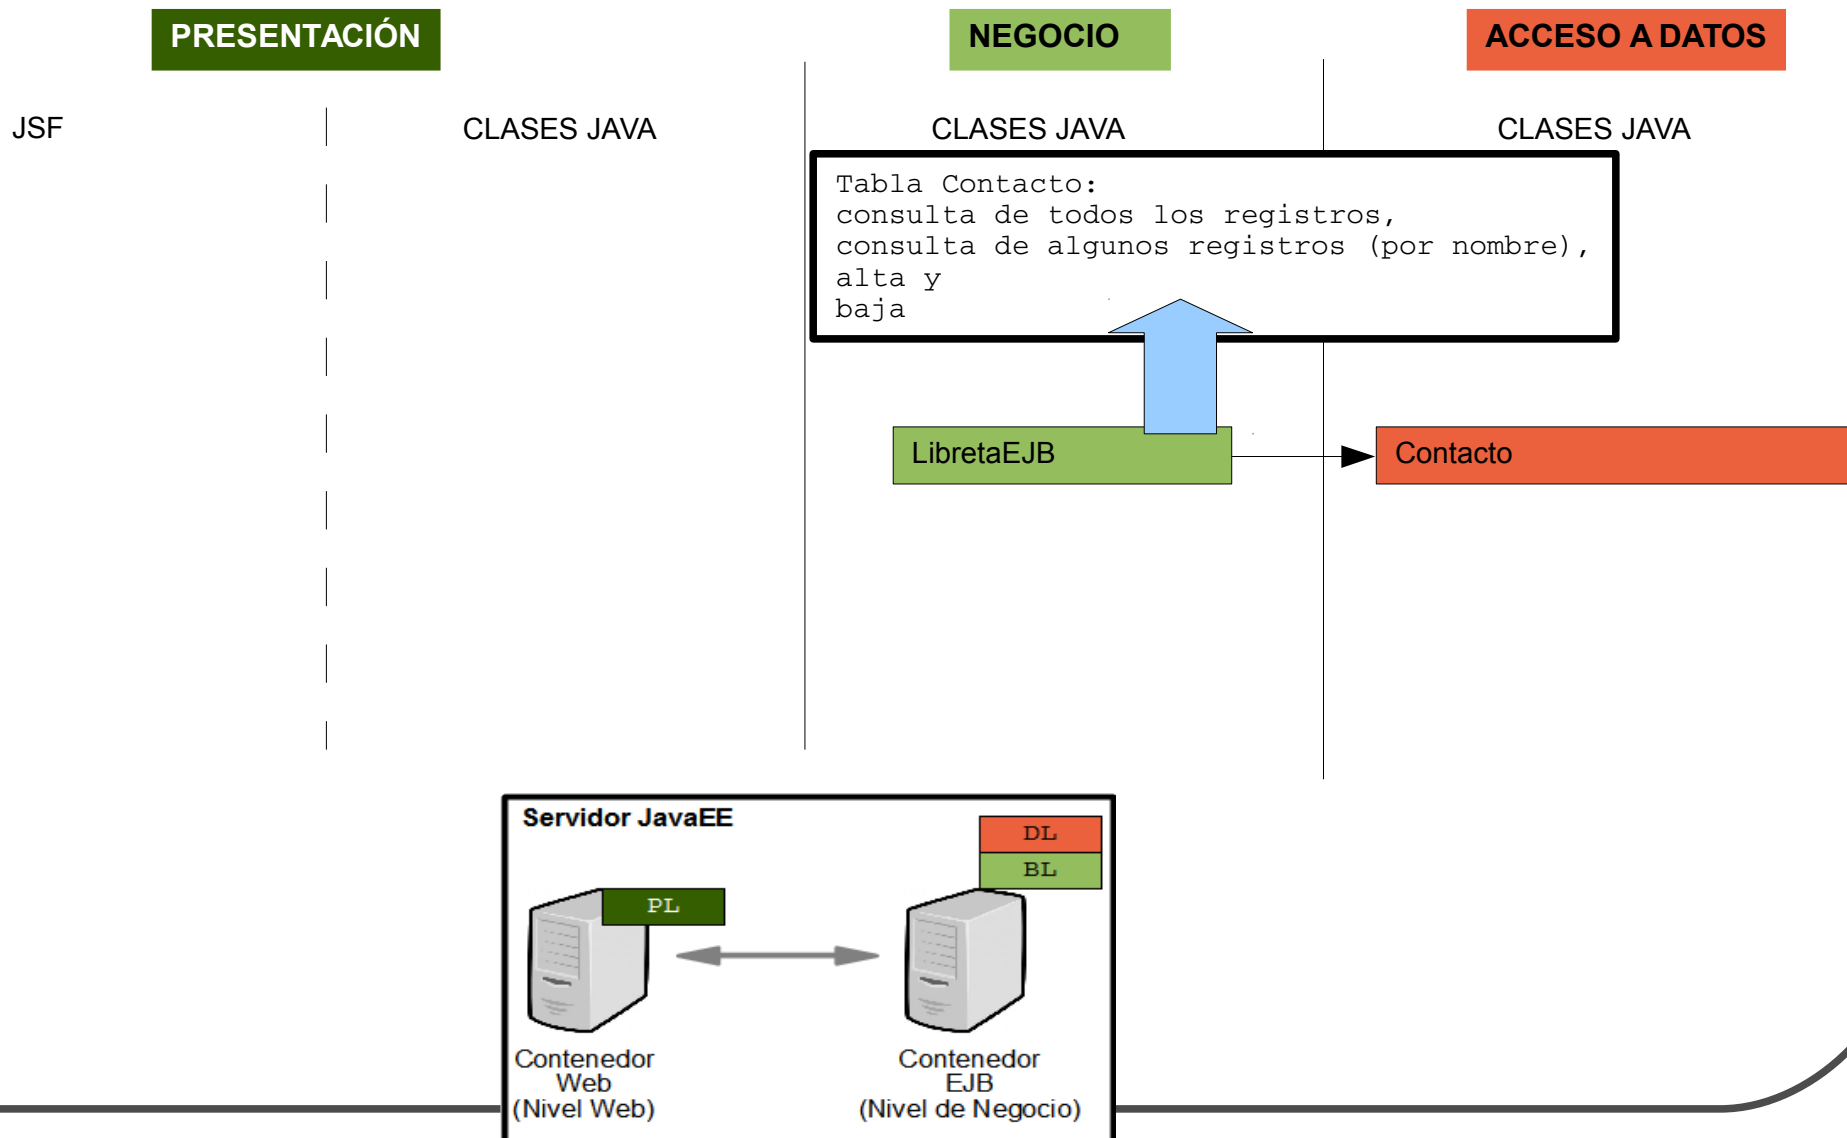 PRESENTACIÓN
NEGOCIO
ACCESO A DATOS
JSF
CLASES JAVA
CLASES JAVA
CLASES JAVA
Tabla Contacto:
consulta de todos los registros,
consulta de algunos registros (por nombre),
alta y
baja
LibretaEJB
Contacto
Servidor JavaEE
DL
BL
PL
Contenedor
Web
(Nivel Web)
Contenedor
EJB
(Nivel de Negocio)